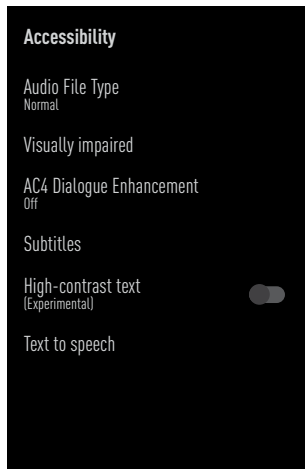 Accessibility
Audio File Type
Normal
Visually impaired
AC4 Dialogue Enhancement
Off
Subtitles
High-contrast text
(Experimental)
Text to speech